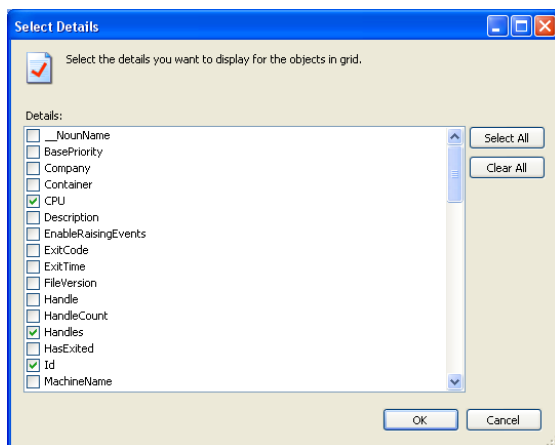 Select Details
Select the details you want to display for the objects in grid.
Details:
__NounName
BasePriority
Company
Container
CPU
Description
EnableRaisingEvents
ExitCode
ExitTime
FileVersion
Handle
HandleCount
Handles
HasExited
Id
MachineName
Select All
Clear All
OK
Cancel